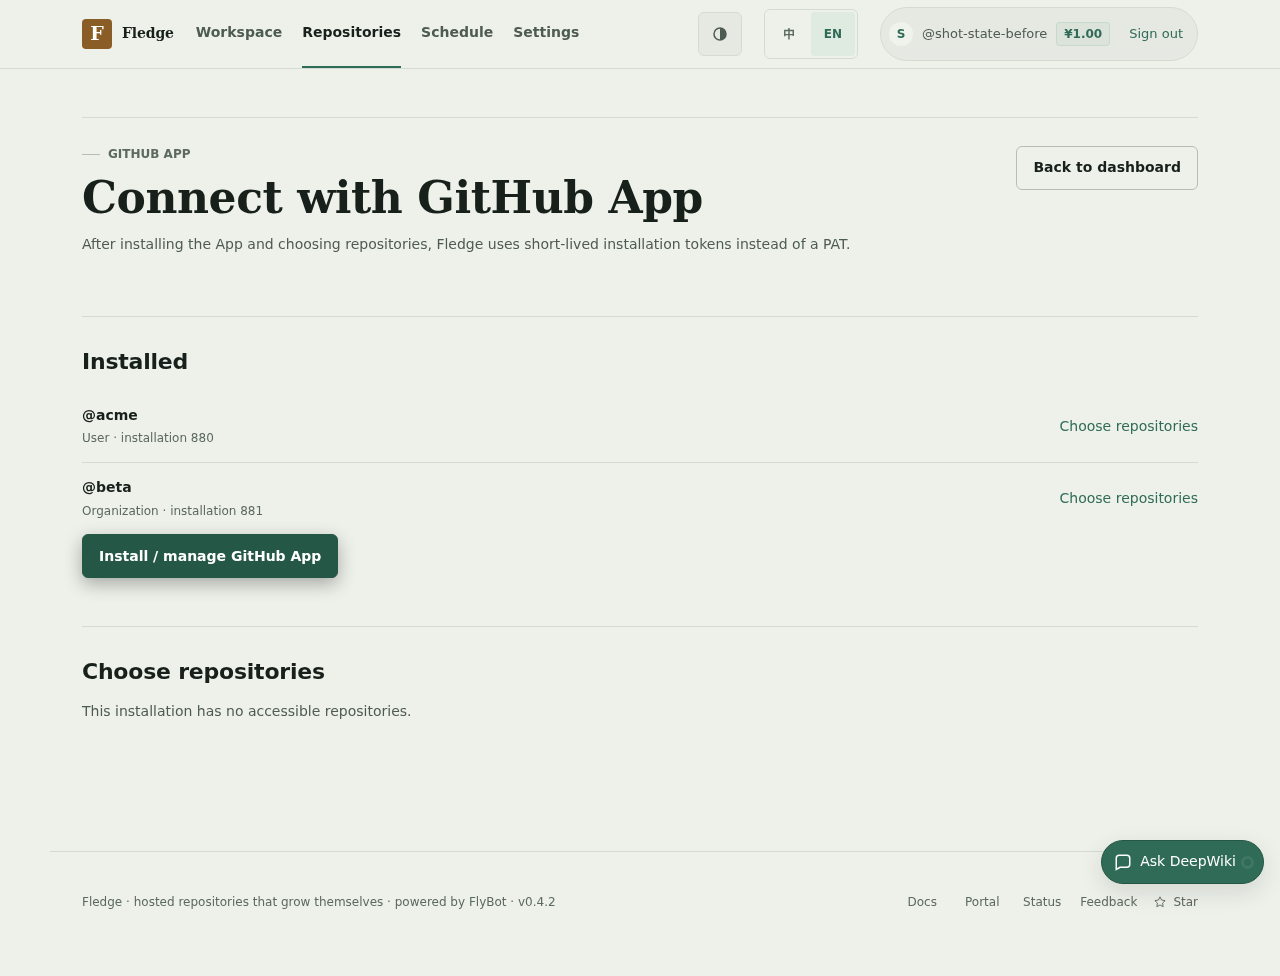 F Fledge Workspace Repositories Schedule Settings 中 EN S @shot-state-before ¥1.00 Sign out
GITHUB APP
Back to dashboard
Connect with GitHub App
After installing the App and choosing repositories, Fledge uses short-lived installation tokens instead of a PAT.
Installed
@acme
User · installation 880
Choose repositories
@beta
Organization · installation 881
Choose repositories
Install / manage GitHub App
Choose repositories
This installation has no accessible repositories.
Ask DeepWiki
Fledge · hosted repositories that grow themselves · powered by FlyBot · v0.4.2 Docs Portal Status Feedback Star